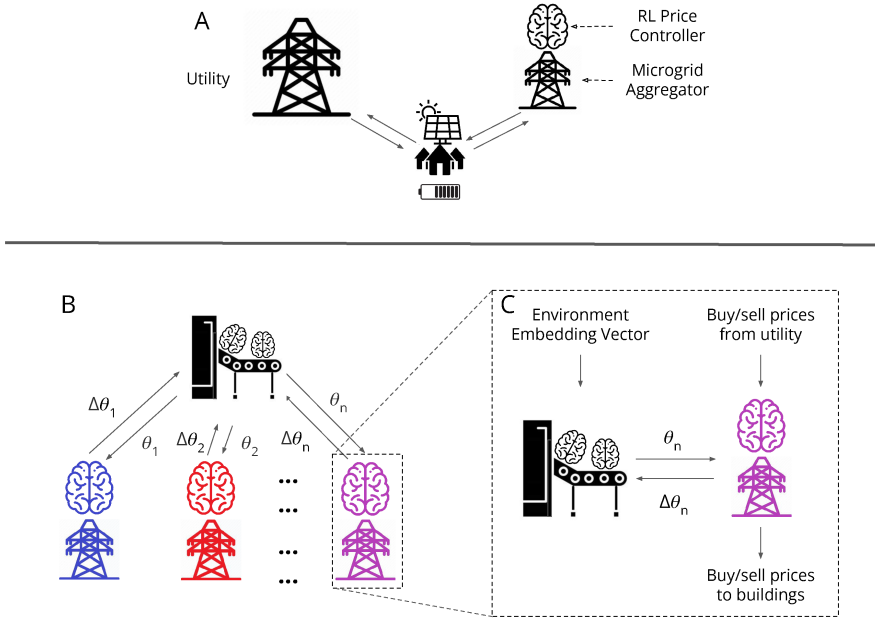 A
Utility
RL Price
Controller
Microgrid
Aggregator
B
Δθ1
θ1
Δθ2
θ2
Δθn
θn
C
Environment
Embedding Vector
Buy/sell prices
from utility
θn
Δθn
Buy/sell prices
to buildings